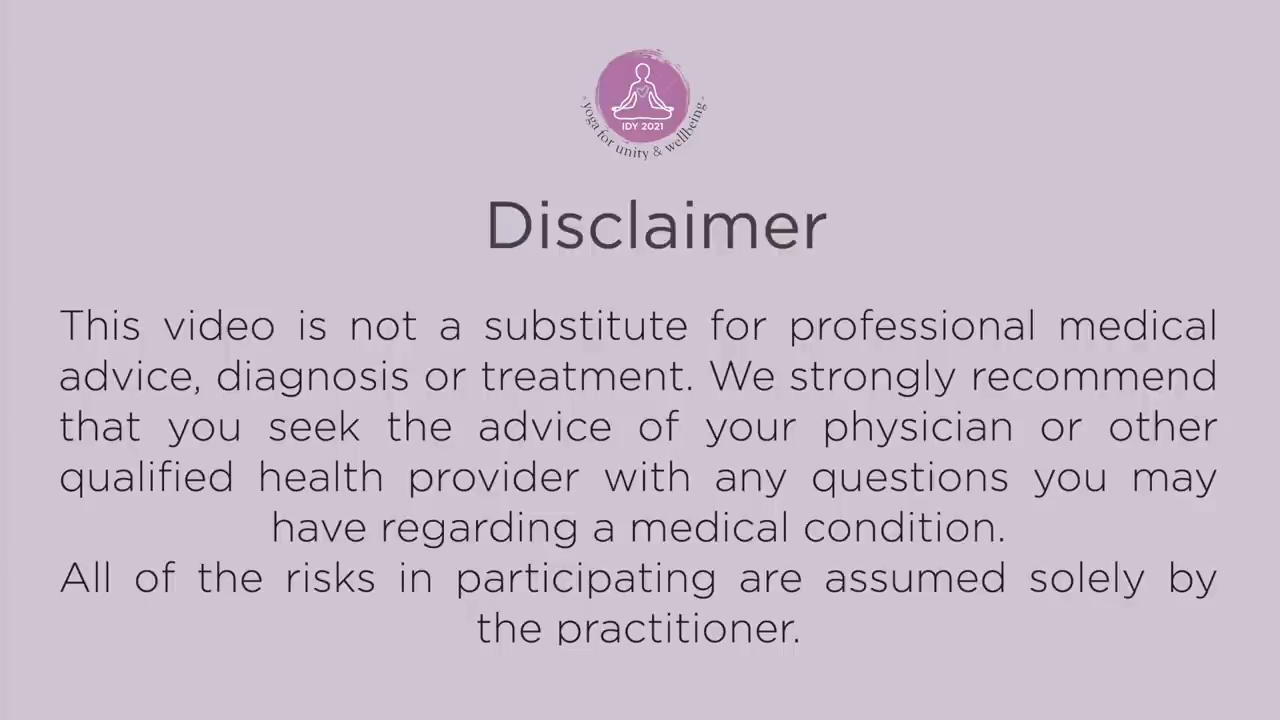 IDY 2021
- yoga for unity & wellbeing -
Disclaimer
This video is not a substitute for professional medical
advice, diagnosis or treatment. We strongly recommend
that you seek the advice of your physician or other
qualified health provider with any questions you may
have regarding a medical condition.
All of the risks in participating are assumed solely by
the practitioner.